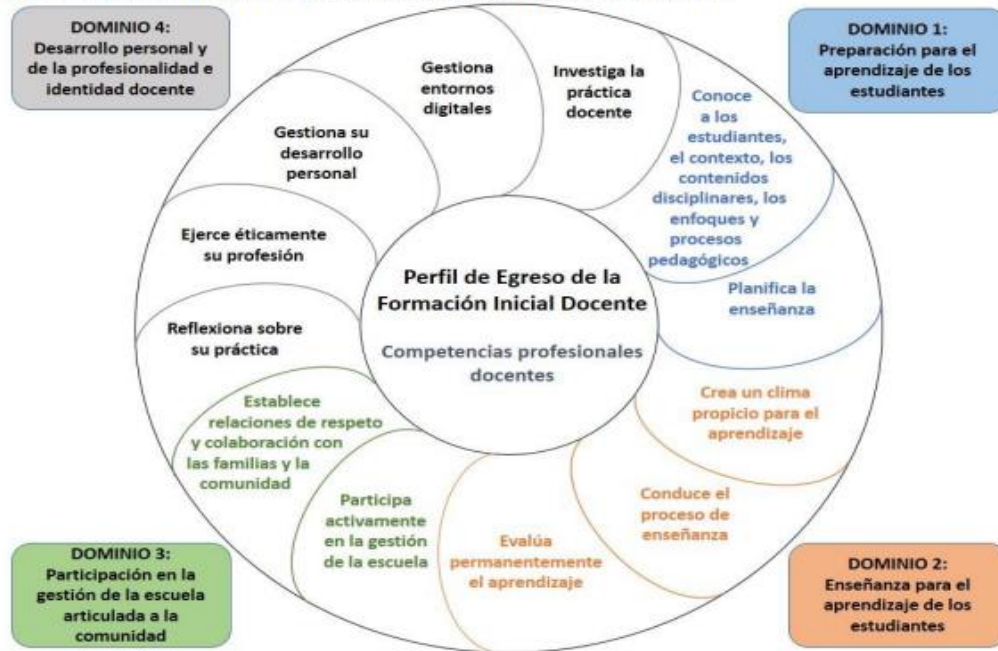 DOMINIO 4:
Desarrollo personal y
de la profesionalidad e
identidad docente
DOMINIO 1:
Preparación para el
aprendizaje de los
estudiantes
Gestiona
entornos
digitales
Investiga la
práctica
docente
Conoce
a los
estudiantes,
el contexto, los
contenidos
disciplinares, los
enfoques y
procesos
pedagógicos
Gestiona su
desarrollo
personal
Ejerce éticamente
su profesión
Perfil de Egreso de la
Formación Inicial Docente
Competencias profesionales
docentes
Planifica la
enseñanza
Reflexiona sobre
su práctica
Crea un clima
propicio para el
aprendizaje
Establece
relaciones de respeto
y colaboración con
las familias y la
comunidad
Participa
activamente
en la gestión
de la escuela
Evalúa
permanentemente
el aprendizaje
Conduce el
proceso de
enseñanza
DOMINIO 3:
Participación en la
gestión de la escuela
articulada a la
comunidad
DOMINIO 2:
Enseñanza para el
aprendizaje de los
estudiantes